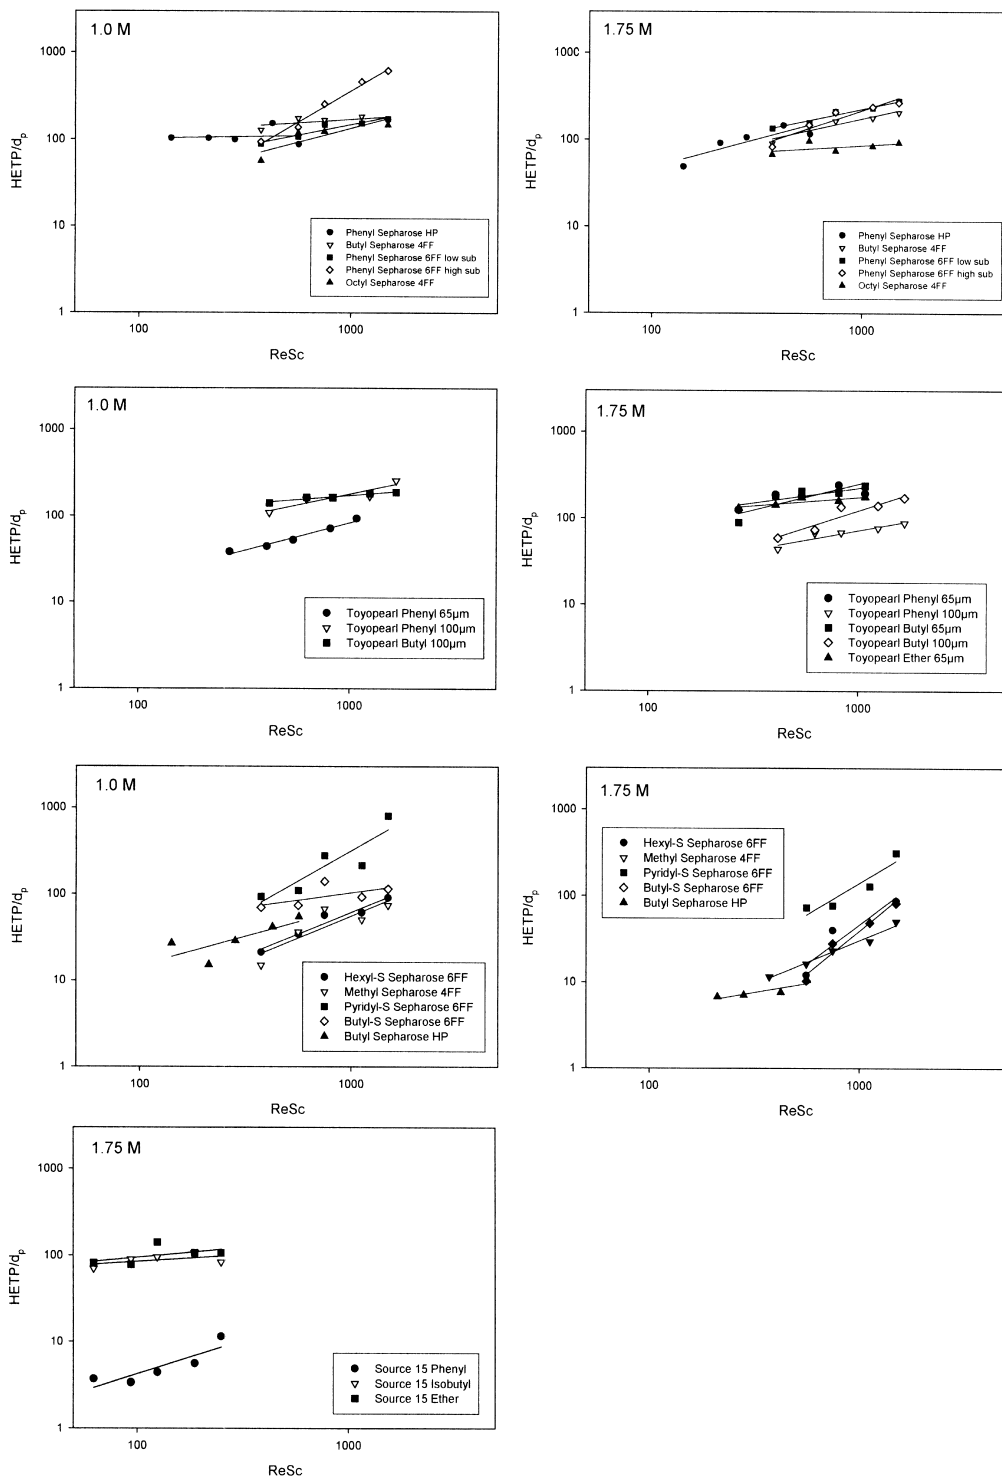 1.0 M
HETP/dp
1000
100
10
1
100
1000
ReSc
Phenyl Sepharose HP
Butyl Sepharose 4FF
Phenyl Sepharose 6FF low sub
Phenyl Sepharose 6FF high sub
Octyl Sepharose 4FF
1.75 M
HETP/dp
1000
100
10
1
100
1000
ReSc
Phenyl Sepharose HP
Butyl Sepharose 4FF
Phenyl Sepharose 6FF low sub
Phenyl Sepharose 6FF high sub
Octyl Sepharose 4FF
1.0 M
HETP/dp
1000
100
10
1
100
1000
ReSc
Toyopearl Phenyl 65µm
Toyopearl Phenyl 100µm
Toyopearl Butyl 100µm
1.75 M
HETP/dp
1000
100
10
1
100
1000
ReSc
Toyopearl Phenyl 65µm
Toyopearl Phenyl 100µm
Toyopearl Butyl 65µm
Toyopearl Butyl 100µm
Toyopearl Ether 65µm
1.0 M
HETP/dp
1000
100
10
1
100
1000
ReSc
Hexyl-S Sepharose 6FF
Methyl Sepharose 4FF
Pyridyl-S Sepharose 6FF
Butyl-S Sepharose 6FF
Butyl Sepharose HP
1.75 M
HETP/dp
1000
100
10
1
100
1000
ReSc
Hexyl-S Sepharose 6FF
Methyl Sepharose 4FF
Pyridyl-S Sepharose 6FF
Butyl-S Sepharose 6FF
Butyl Sepharose HP
1.75 M
HETP/dp
1000
100
10
1
100
1000
ReSc
Source 15 Phenyl
Source 15 Isobutyl
Source 15 Ether